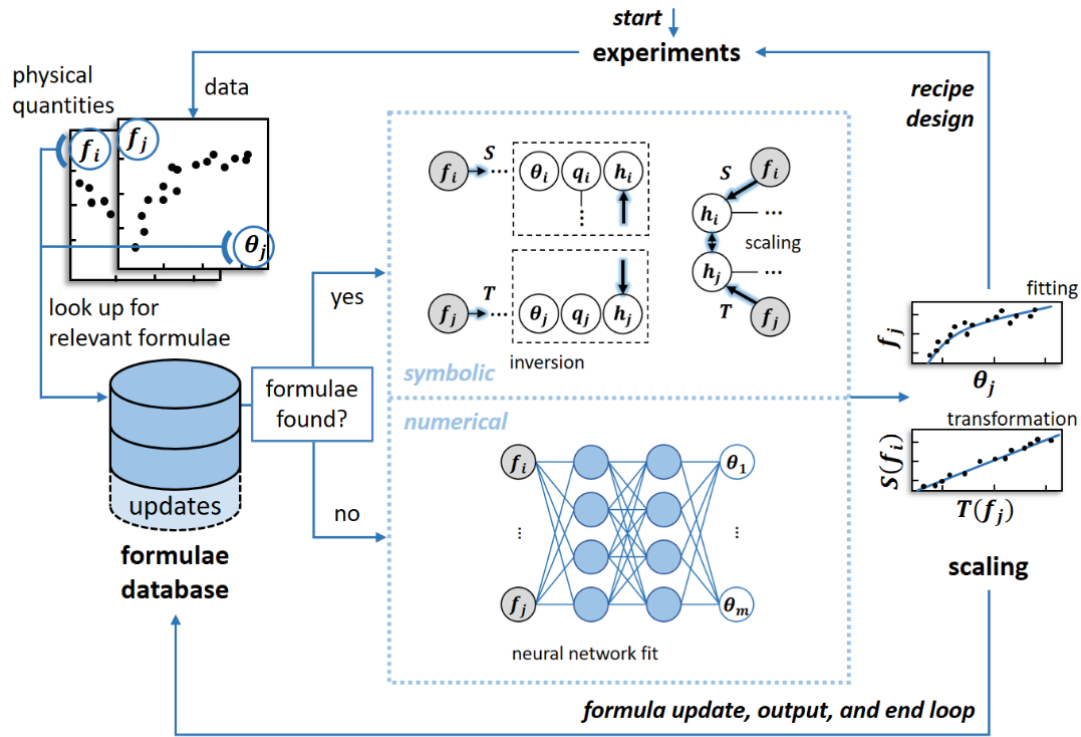 start
experiments
physical
quantities
data
recipe
design
f_i
f_j
θ_j
f_i
S
...
θ_i
q_i
h_i
...
f_j
T
...
θ_j
q_j
h_j
inversion
f_i
S
h_i
...
scaling
h_j
...
T
f_j
look up for
relevant formulae
yes
formulae
found?
no
updates
formulae
database
symbolic
numerical
f_i
θ_1
...
...
f_j
θ_m
neural network fit
fitting
f_j
θ_j
transformation
S(f_i)
T(f_j)
scaling
formula update, output, and end loop